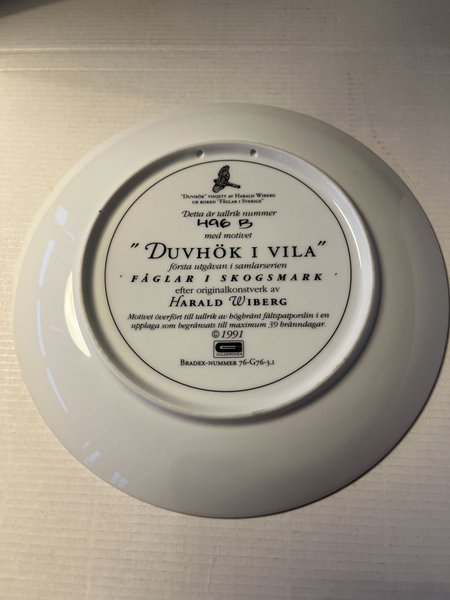 "DUVHÖK" VINJETT AV HARALD WIBERG
UR BOKEN "FÅGLAR I SVERIGE"
Detta är tallrik nummer
496 B
med motivet
"DUVHÖK I VILA"
första utgåvan i samlarserien
FÅGLAR I SKOGSMARK
efter originalkonstverk av
HARALD WIBERG
Motivet överfört till tallrik av högbränt fältspatporslin i en
upplaga som begränsats till maximum 39 bränndagar.
© 1991
BRADEX-NUMMER 76-G76-3.1